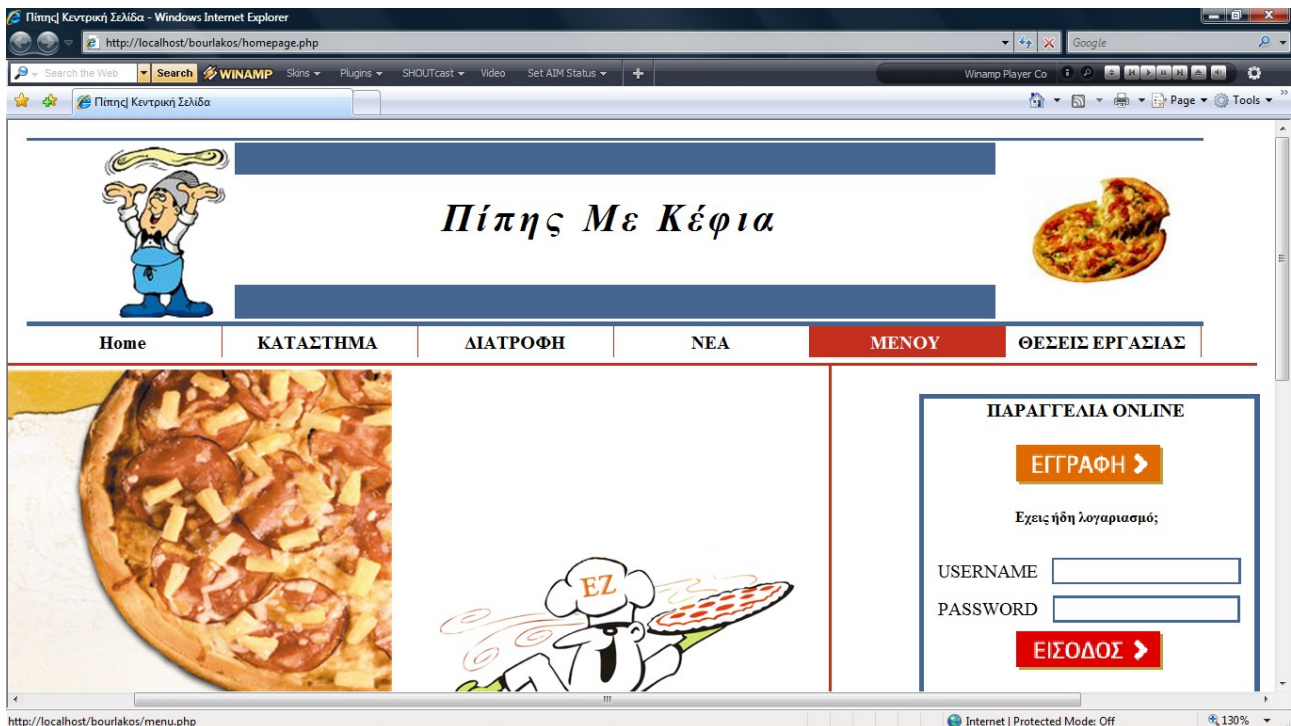 Πίπης| Κεντρική Σελίδα - Windows Internet Explorer
http://localhost/bourlakos/homepage.php
Google
Search the Web Search WINAMP Skins Plugins SHOUTcast Video Set AIM Status Winamp Player Co
Πίπης| Κεντρική Σελίδα
Page Tools
Πίπης Με Κέφια
Home ΚΑΤΑΣΤΗΜΑ ΔΙΑΤΡΟΦΗ ΝΕΑ ΜΕΝΟΥ ΘΕΣΕΙΣ ΕΡΓΑΣΙΑΣ
ΠΑΡΑΓΓΕΛΙΑ ONLINE
ΕΓΓΡΑΦΗ
Εχεις ήδη λογαριασμό;
EZ
USERNAME
PASSWORD
ΕΙΣΟΔΟΣ
http://localhost/bourlakos/menu.php Internet | Protected Mode: Off 130%